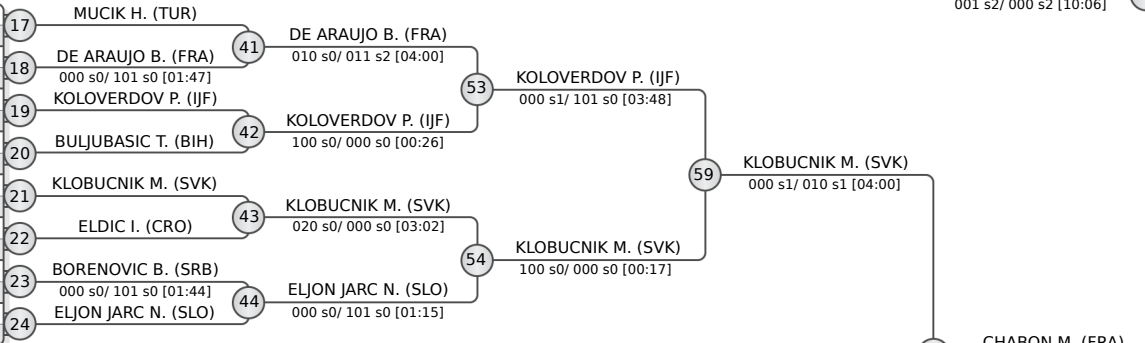 001 s2/ 000 s2 [10:06]
17
MUCIK H. (TUR)
41
DE ARAUJO B. (FRA)
010 s0/ 011 s2 [04:00]
18
DE ARAUJO B. (FRA)
000 s0/ 101 s0 [01:47]
53
KOLOVERDOV P. (IJF)
000 s1/ 101 s0 [03:48]
19
KOLOVERDOV P. (IJF)
42
KOLOVERDOV P. (IJF)
100 s0/ 000 s0 [00:26]
20
BULJUBASIC T. (BIH)
59
KLOBUCNIK M. (SVK)
000 s1/ 010 s1 [04:00]
21
KLOBUCNIK M. (SVK)
43
KLOBUCNIK M. (SVK)
020 s0/ 000 s0 [03:02]
22
ELDIC I. (CRO)
54
KLOBUCNIK M. (SVK)
100 s0/ 000 s0 [00:17]
23
BORENOVIC B. (SRB)
000 s0/ 101 s0 [01:44]
44
ELJON JARC N. (SLO)
000 s0/ 101 s0 [01:15]
24
ELJON JARC N. (SLO)
CHABON M. (FRA)